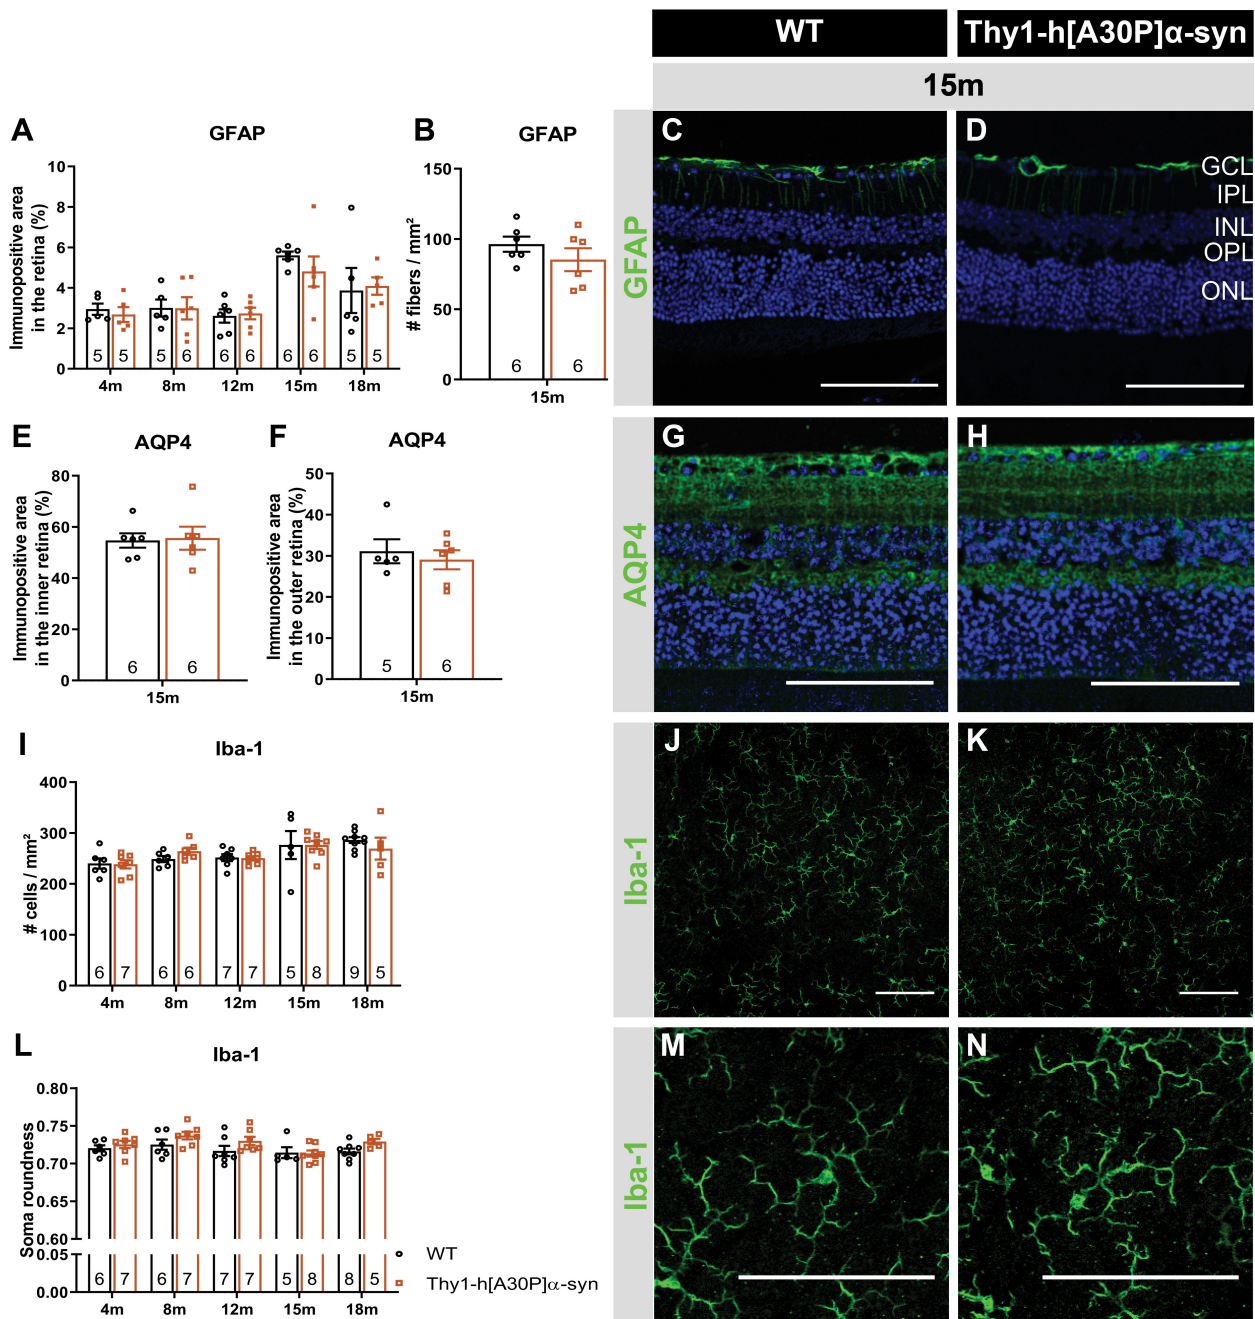 WT
Thy1-h[A30P]α-syn
15m
A
GFAP
Immunopositive area
in the retina (%)
10
8
6
4
2
0
5 5 5 6 6 6 6 6 5 5
4m 8m 12m 15m 18m
B
GFAP
# fibers / mm²
150
100
50
0
6 6
15m
GFAP
C
D
GCL
IPL
INL
OPL
ONL
E
AQP4
Immunopositive area
in the inner retina (%)
80
60
40
20
0
6 6
15m
F
AQP4
Immunopositive area
in the outer retina (%)
50
40
30
20
10
0
5 6
15m
AQP4
G
H
I
Iba-1
# cells / mm²
400
300
200
100
0
6 7 6 6 7 7 5 8 9 5
4m 8m 12m 15m 18m
Iba-1
J
K
L
Iba-1
Soma roundness
0.80
0.75
0.70
0.65
0.60
0.05
0.00
6 7 6 7 7 7 5 8 8 5
4m 8m 12m 15m 18m
WT
Thy1-h[A30P]α-syn
Iba-1
M
N